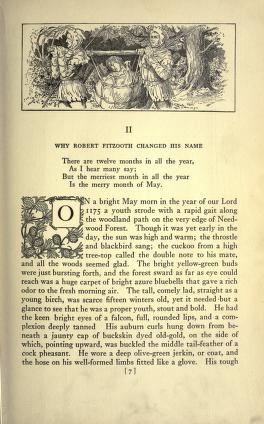 II
WHY ROBERT FITZOOTH CHANGED HIS NAME
There are twelve months in all the year,
As I hear many say;
But the merriest month in all the year
Is the merry month of May.
ON a bright May morn in the year of our Lord
1175 a youth strode with a rapid gait along
the woodland path on the very edge of Need-
wood Forest. Though it was yet early in the
day, the sun was high and warm; the throstle
and blackbird sang; the cuckoo from a high
tree-top called the double note to his mate,
and all the woods seemed glad. The bright yellow-green buds
were just bursting forth, and the forest sward as far as eye could
reach was a huge carpet of bright azure bluebells that gave a rich
odor to the fresh morning air. The tall, comely lad, straight as a
young birch, was scarce fifteen winters old, yet it needed but a
glance to see that he was a proper youth, stout and bold. He had
the keen bright eyes of a falcon, full, rounded lips, and a com-
plexion deeply tanned His auburn curls hung down from be-
neath a jaunty cap of buckskin dyed old-gold, on the side of
which, pointing upward, was buckled the middle tail-feather of a
cock pheasant. He wore a deep olive-green jerkin, or coat, and
the hose on his well-formed limbs fitted like a glove. His tough
[7]